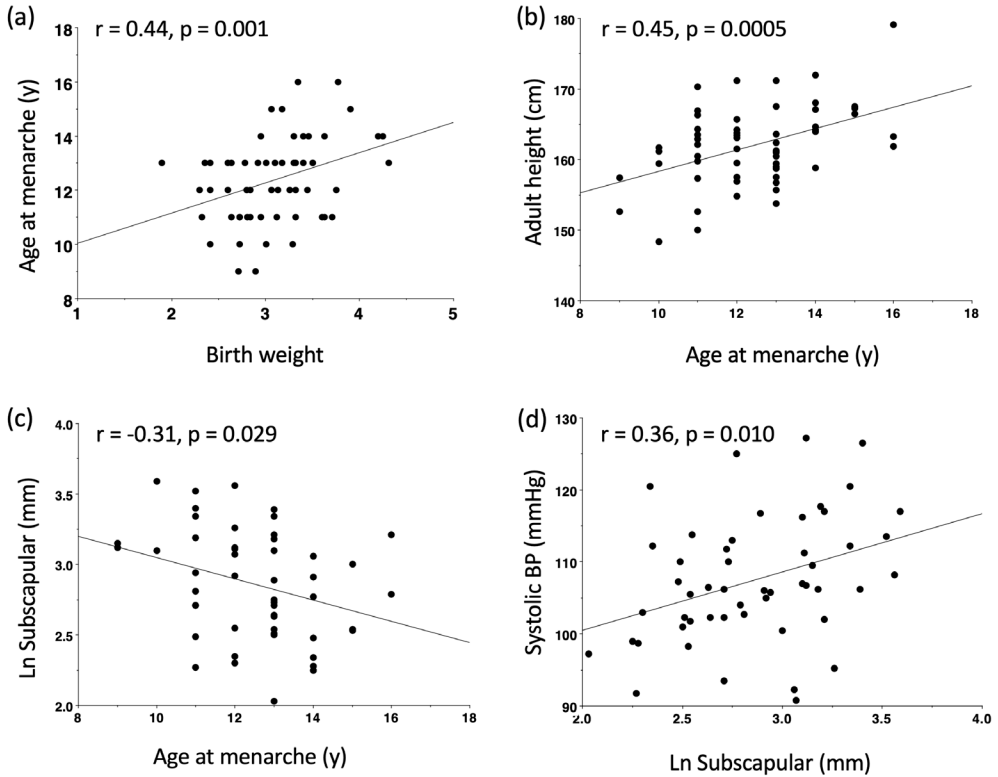 (a)
r = 0.44, p = 0.001
Age at menarche (y)
18
16
14
12
10
8
1
2
3
4
5
Birth weight
(b)
r = 0.45, p = 0.0005
Adult height (cm)
180
170
160
150
140
8
10
12
14
16
18
Age at menarche (y)
(c)
r = -0.31, p = 0.029
Ln Subscapular (mm)
4.0
3.5
3.0
2.5
2.0
8
10
12
14
16
18
Age at menarche (y)
(d)
r = 0.36, p = 0.010
Systolic BP (mmHg)
130
120
110
100
90
2.0
2.5
3.0
3.5
4.0
Ln Subscapular (mm)